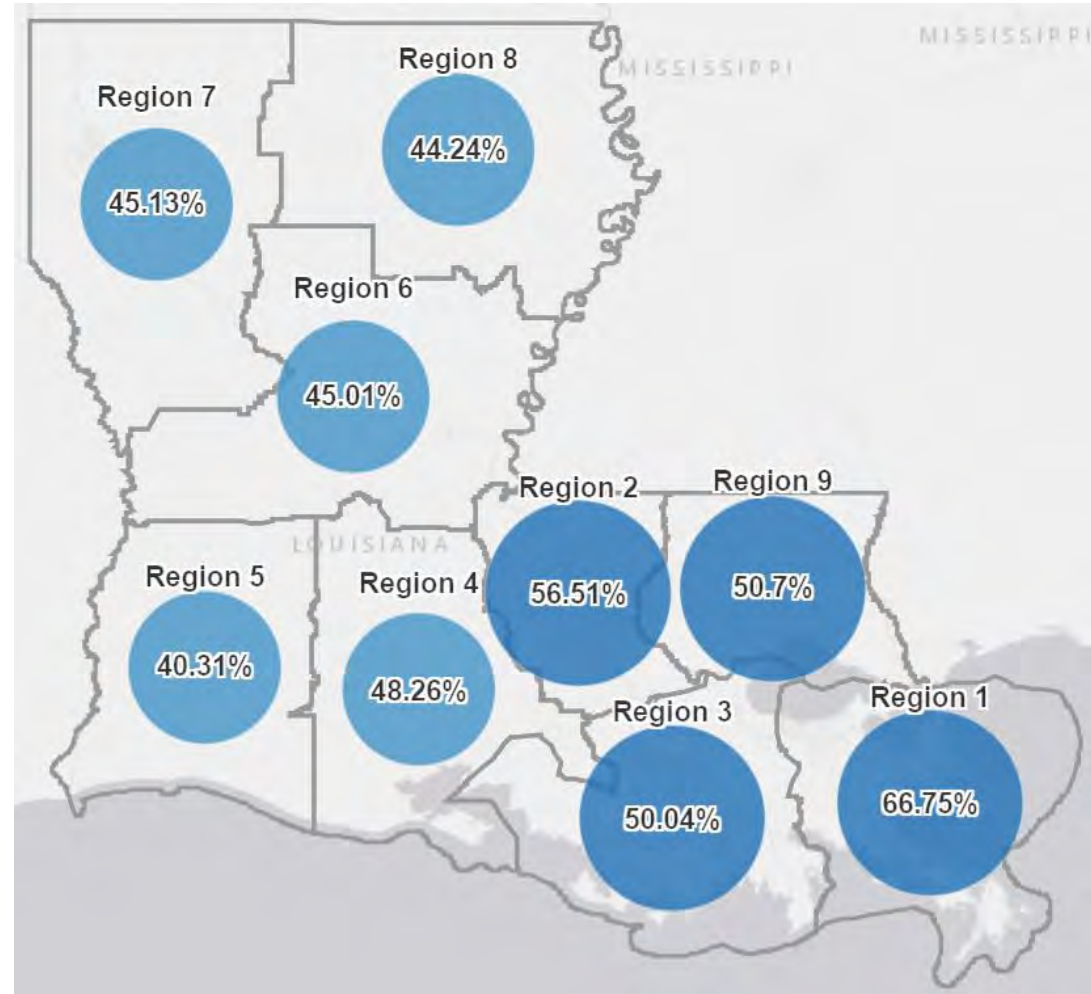 MISSISSIPPI
MISSISSIPPI
Region 8
44.24%
Region 7
45.13%
Region 6
45.01%
LOUISIANA
Region 2
56.51%
Region 9
50.7%
Region 5
40.31%
Region 4
48.26%
Region 3
50.04%
Region 1
66.75%